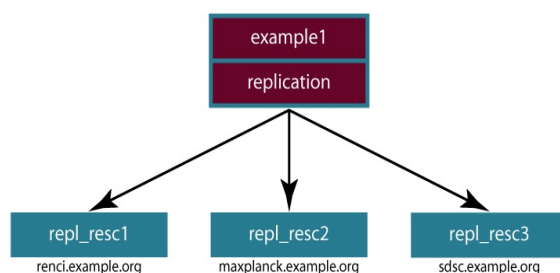 example1
replication
repl_resc1
repl_resc2
repl_resc3
renci.example.org
maxplanck.example.org
sdsc.example.org